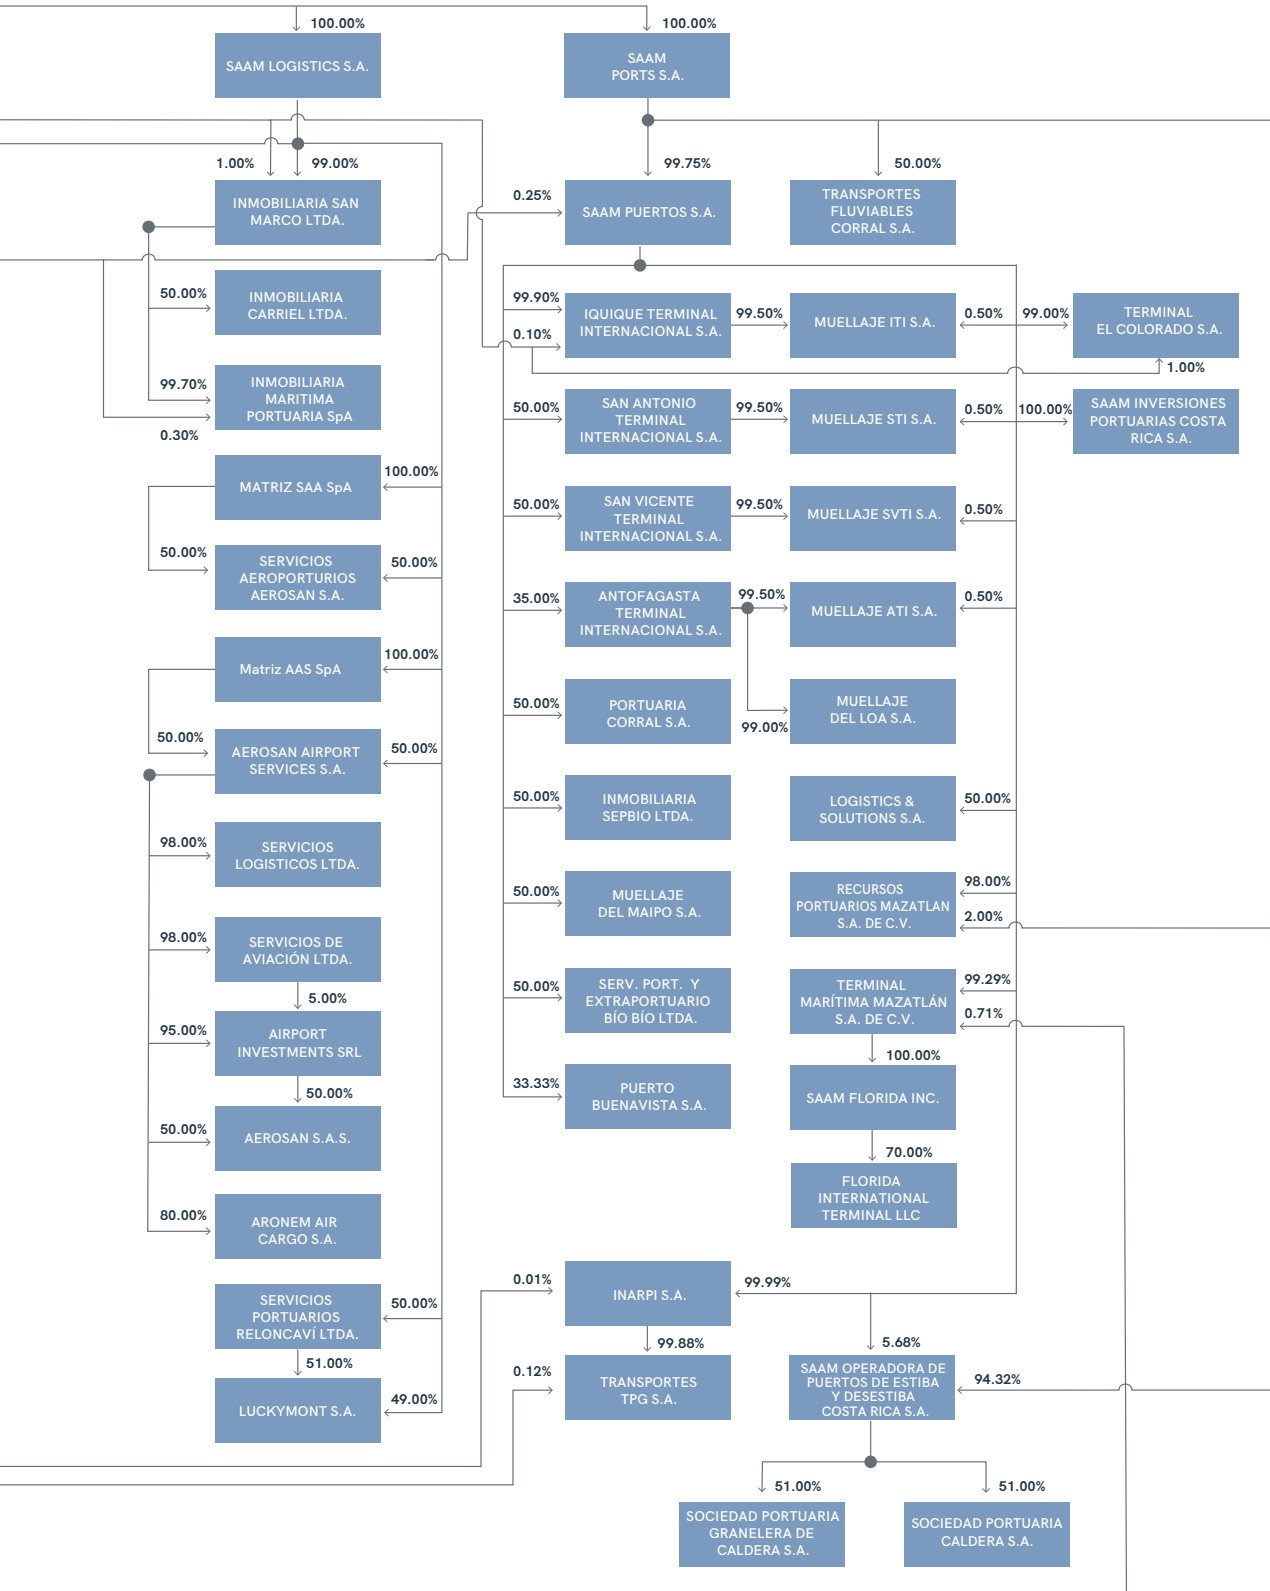 100.00%
100.00%
SAAM LOGISTICS S.A.
SAAM
PORTS S.A.
1.00%
99.00%
99.75%
50.00%
INMOBILIARIA SAN
MARCO LTDA.
0.25%
SAAM PUERTOS S.A.
TRANSPORTES
FLUVIABLES
CORRAL S.A.
50.00%
INMOBILIARIA
CARRIEL LTDA.
99.90%
0.10%
IQUIQUE TERMINAL
INTERNACIONAL S.A.
99.50%
MUELLAJE ITI S.A.
0.50%
99.00%
TERMINAL
EL COLORADO S.A.
1.00%
99.70%
0.30%
INMOBILIARIA
MARITIMA
PORTUARIA SpA
50.00%
SAN ANTONIO
TERMINAL
INTERNACIONAL S.A.
99.50%
MUELLAJE STI S.A.
0.50%
100.00%
SAAM INVERSIONES
PORTUARIAS COSTA
RICA S.A.
MATRIZ SAA SpA
100.00%
50.00%
SAN VICENTE
TERMINAL
INTERNACIONAL S.A.
99.50%
MUELLAJE SVTI S.A.
0.50%
50.00%
SERVICIOS
AEROPORTURIOS
AEROSAN S.A.
50.00%
35.00%
ANTOFAGASTA
TERMINAL
INTERNACIONAL S.A.
99.50%
MUELLAJE ATI S.A.
0.50%
Matriz AAS SpA
100.00%
50.00%
PORTUARIA
CORRAL S.A.
99.00%
MUELLAJE
DEL LOA S.A.
50.00%
AEROSAN AIRPORT
SERVICES S.A.
50.00%
50.00%
INMOBILIARIA
SEPBIO LTDA.
LOGISTICS &
SOLUTIONS S.A.
50.00%
98.00%
SERVICIOS
LOGISTICOS LTDA.
50.00%
MUELLAJE
DEL MAIPO S.A.
RECURSOS
PORTUARIOS MAZATLAN
S.A. DE C.V.
98.00%
2.00%
98.00%
SERVICIOS DE
AVIACIÓN LTDA.
5.00%
50.00%
SERV. PORT. Y
EXTRAPORTUARIO
BÍO BÍO LTDA.
TERMINAL
MARÍTIMA MAZATLÁN
S.A. DE C.V.
99.29%
0.71%
95.00%
AIRPORT
INVESTMENTS SRL
50.00%
33.33%
PUERTO
BUENAVISTA S.A.
100.00%
SAAM FLORIDA INC.
50.00%
AEROSAN S.A.S.
70.00%
FLORIDA
INTERNATIONAL
TERMINAL LLC
80.00%
ARONEM AIR
CARGO S.A.
0.01%
INARPI S.A.
99.99%
SERVICIOS
PORTUARIOS
RELONCAVÍ LTDA.
50.00%
99.88%
5.68%
51.00%
LUCKYMONT S.A.
49.00%
0.12%
TRANSPORTES
TPG S.A.
SAAM OPERADORA DE
PUERTOS DE ESTIBA
Y DESESTIBA
COSTA RICA S.A.
94.32%
51.00%
51.00%
SOCIEDAD PORTUARIA
GRANELERA DE
CALDERA S.A.
SOCIEDAD PORTUARIA
CALDERA S.A.